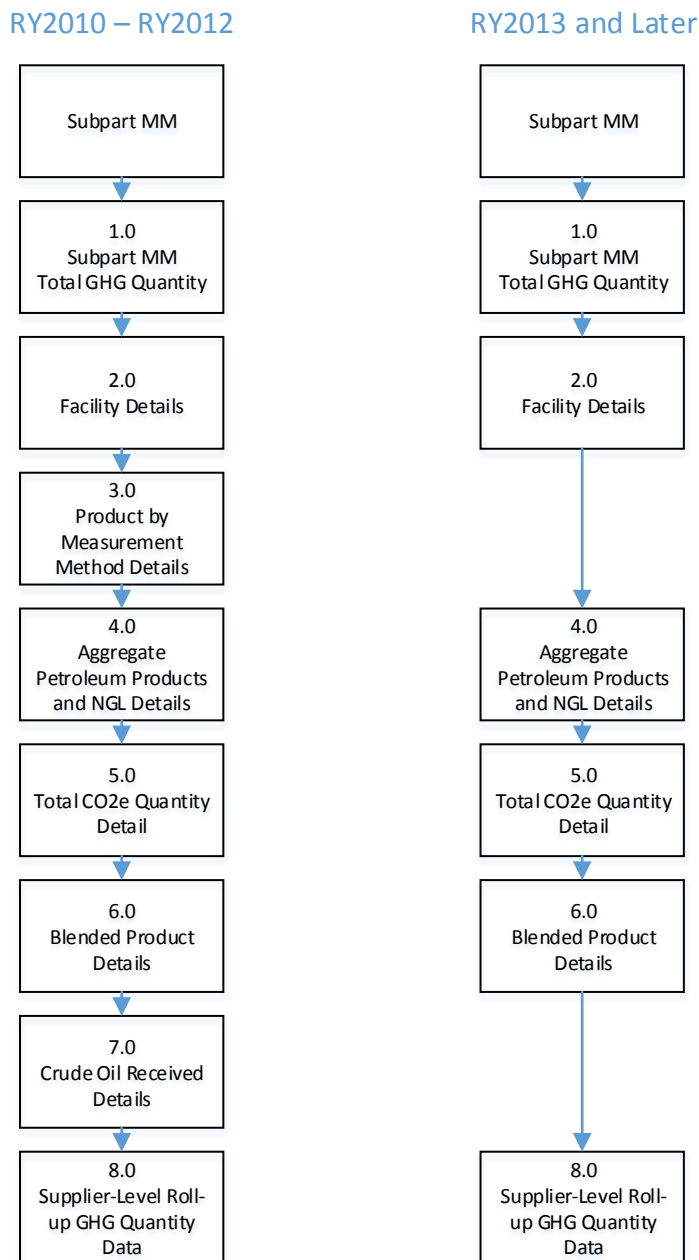 RY2010 – RY2012
Subpart MM
1.0
Subpart MM
Total GHG Quantity
2.0
Facility Details
3.0
Product by
Measurement
Method Details
4.0
Aggregate
Petroleum Products
and NGL Details
5.0
Total CO2e Quantity
Detail
6.0
Blended Product
Details
7.0
Crude Oil Received
Details
8.0
Supplier-Level Roll-
up GHG Quantity
Data
RY2013 and Later
Subpart MM
1.0
Subpart MM
Total GHG Quantity
2.0
Facility Details
4.0
Aggregate
Petroleum Products
and NGL Details
5.0
Total CO2e Quantity
Detail
6.0
Blended Product
Details
8.0
Supplier-Level Roll-
up GHG Quantity
Data